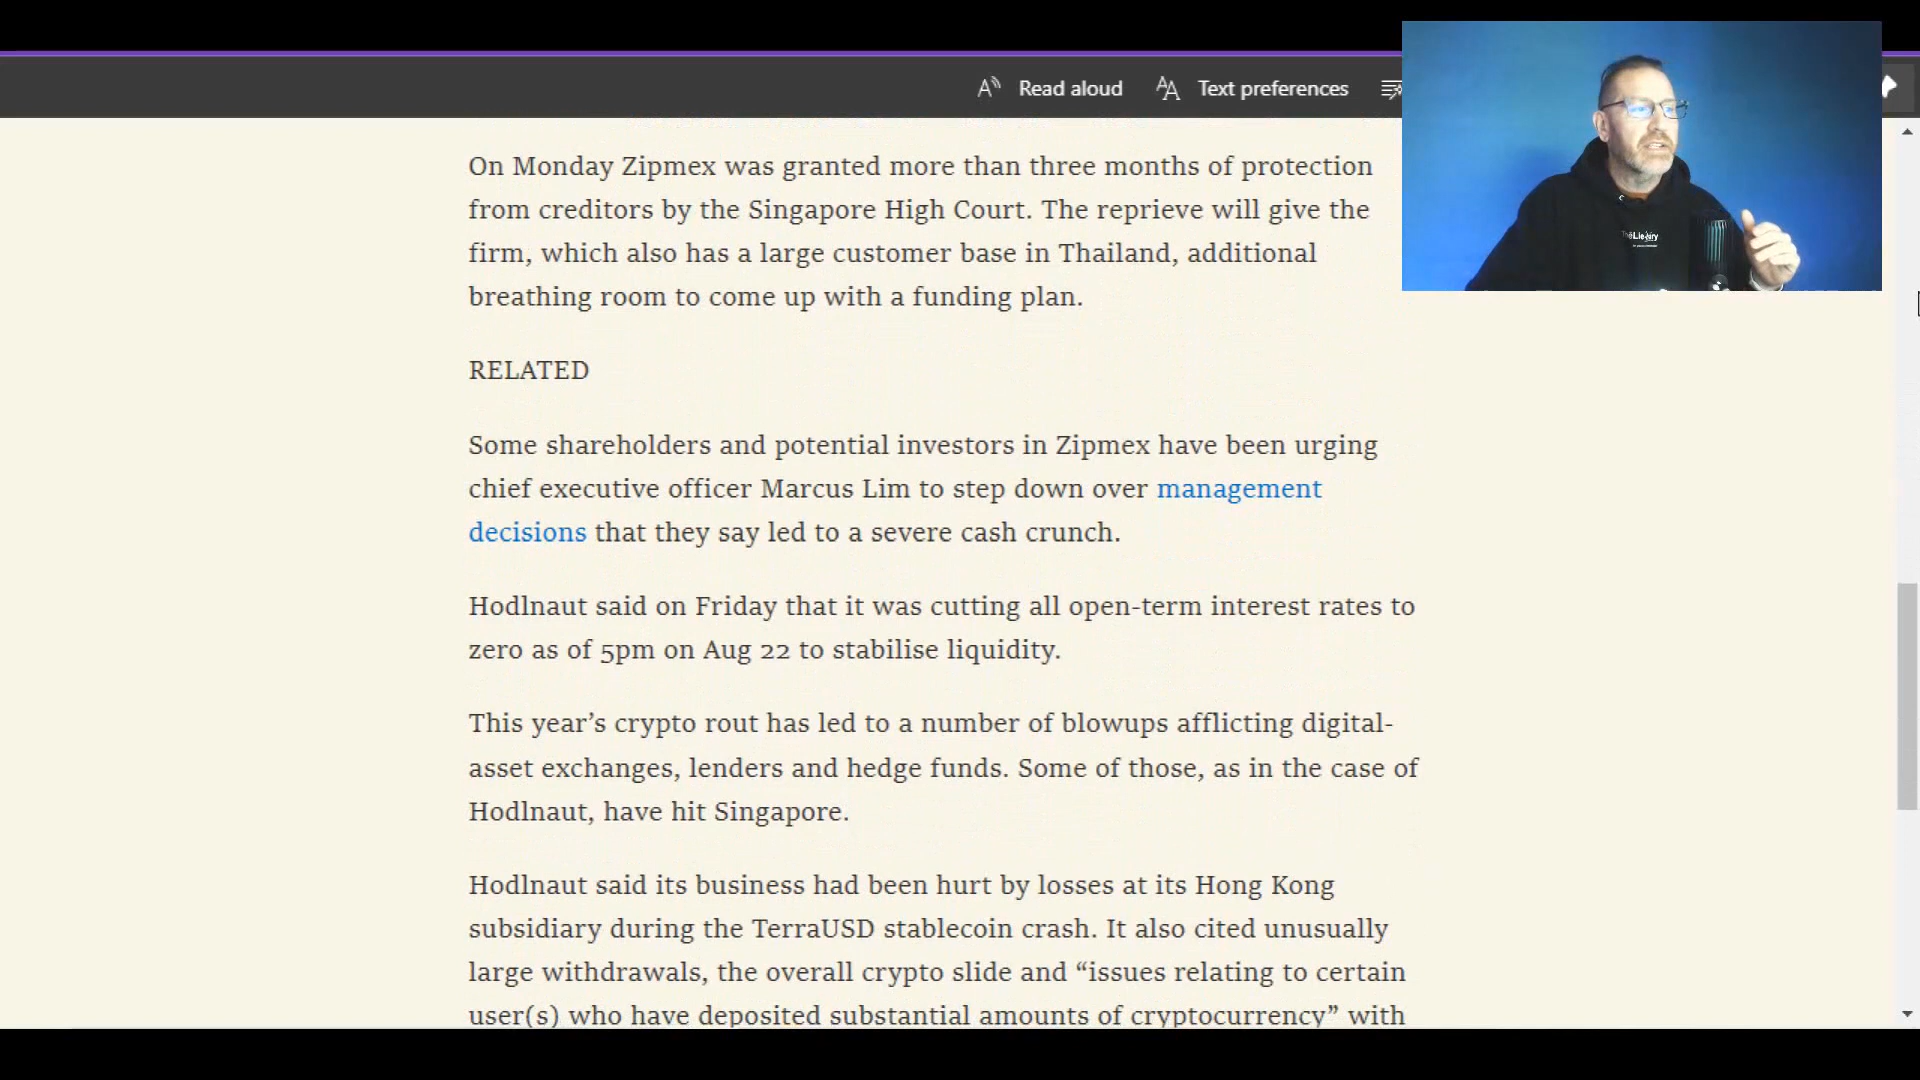 Read aloud
Text preferences
On Monday Zipmex was granted more than three months of protection
from creditors by the Singapore High Court. The reprieve will give the
firm, which also has a large customer base in Thailand, additional
breathing room to come up with a funding plan.
RELATED
Some shareholders and potential investors in Zipmex have been urging
chief executive officer Marcus Lim to step down over management
decisions that they say led to a severe cash crunch.
Hodlnaut said on Friday that it was cutting all open-term interest rates to
zero as of 5pm on Aug 22 to stabilise liquidity.
This year’s crypto rout has led to a number of blowups afflicting digital-
asset exchanges, lenders and hedge funds. Some of those, as in the case of
Hodlnaut, have hit Singapore.
Hodlnaut said its business had been hurt by losses at its Hong Kong
subsidiary during the TerraUSD stablecoin crash. It also cited unusually
large withdrawals, the overall crypto slide and “issues relating to certain
user(s) who have deposited substantial amounts of cryptocurrency” with